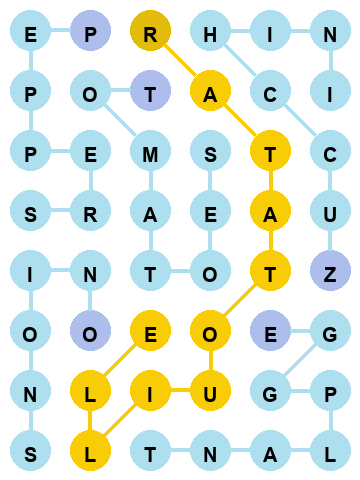 E P R H I N
P O T A C I
P E M S T C
S R A E A U
I N T O T Z
O O E O E G
N L I U G P
S L T N A L